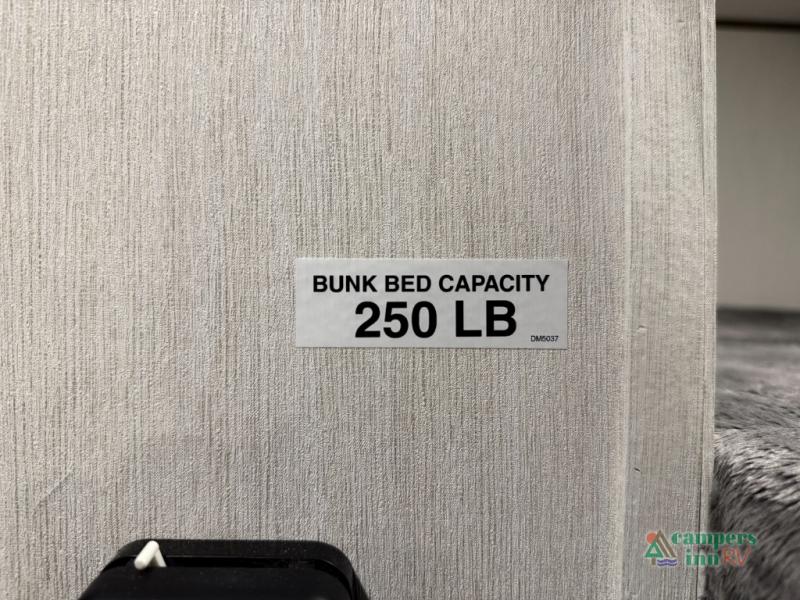 BUNK BED CAPACITY
250 LB
DM5037
campers
inn RV